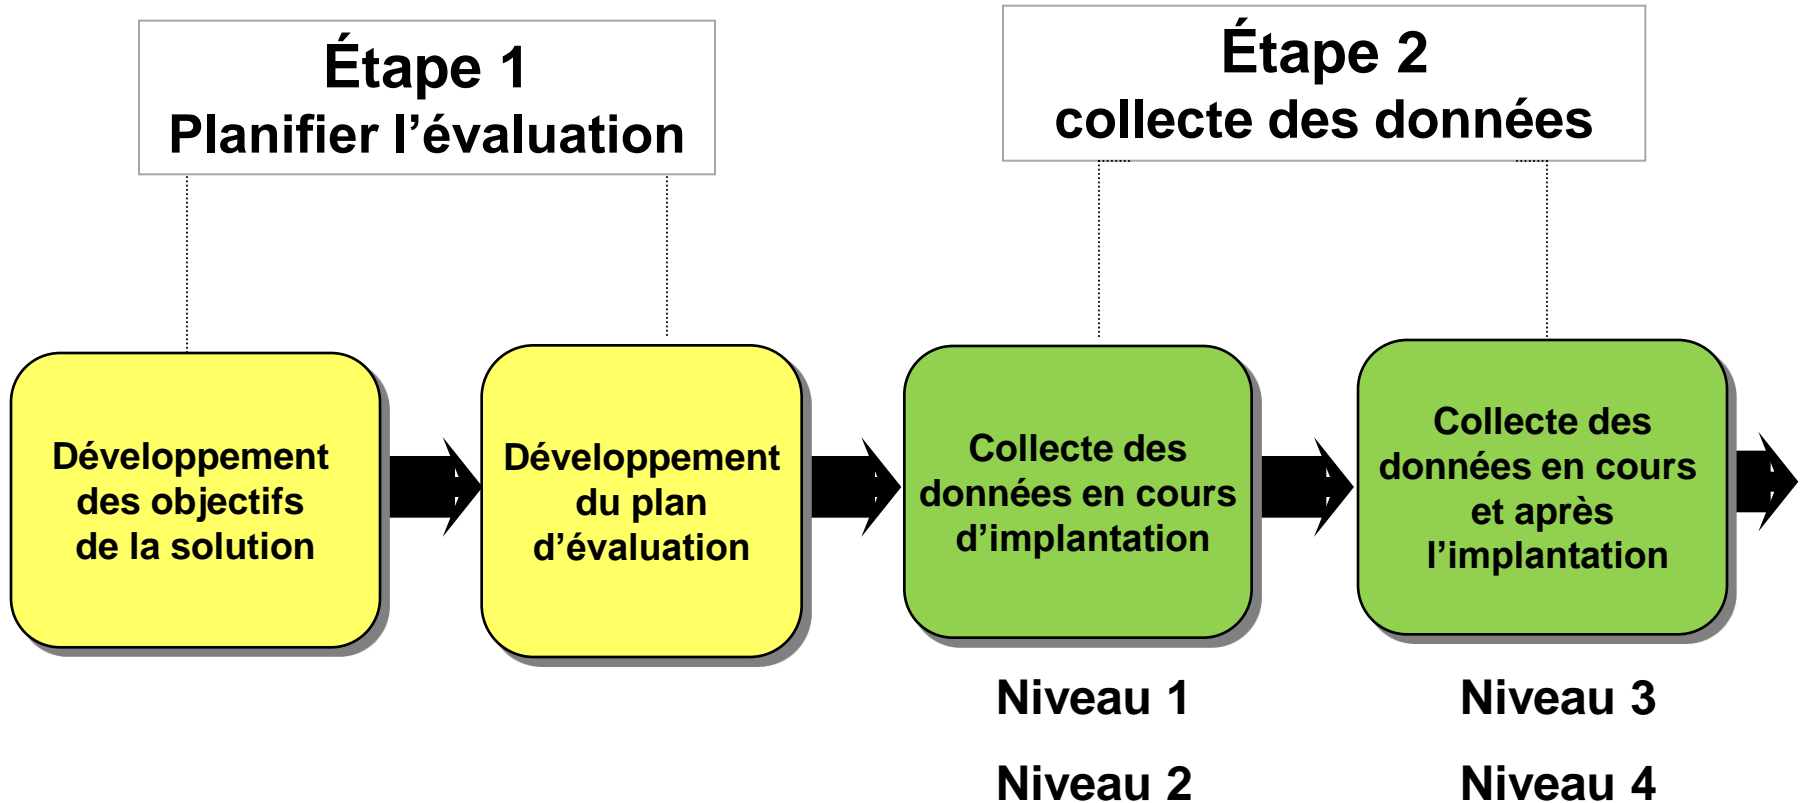 Étape 1
Planifier l’évaluation
Étape 2
collecte des données
Développement
des objectifs
de la solution
Développement
du plan
d’évaluation
Collecte des
données en cours
d’implantation
Collecte des
données en cours
et après
l’implantation
Niveau 1
Niveau 2
Niveau 3
Niveau 4